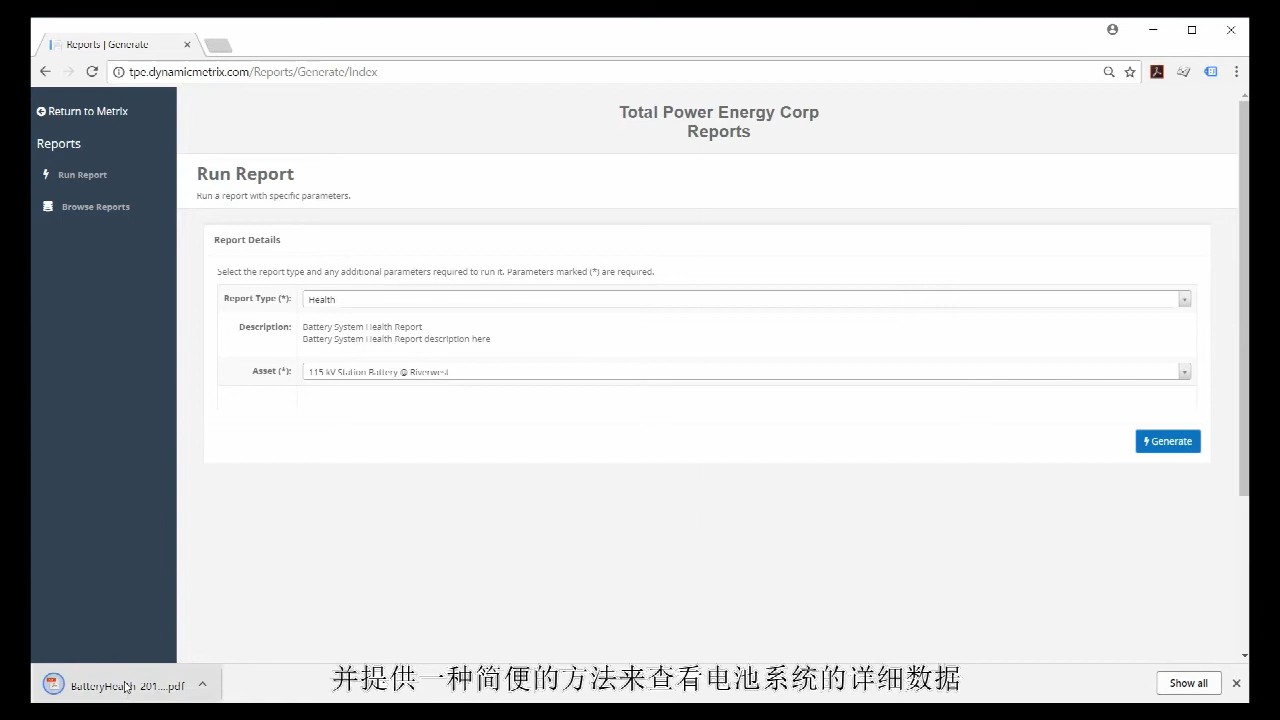 Reports | Generate
tpe.dynamicmetrix.com/Reports/Generate/Index
Return to Metrix
Reports
Run Report
Browse Reports
Total Power Energy Corp
Reports
Run Report
Run a report with specific parameters.
Report Details
Select the report type and any additional parameters required to run it. Parameters marked (*) are required.
Report Type (*): Health
Description: Battery System Health Report
Battery System Health Report description here
Asset (*): 115 kV Station Battery @ Riverwest
Generate
BatteryHealth_201....pdf
并提供一种简便的方法来查看电池系统的详细数据
Show all